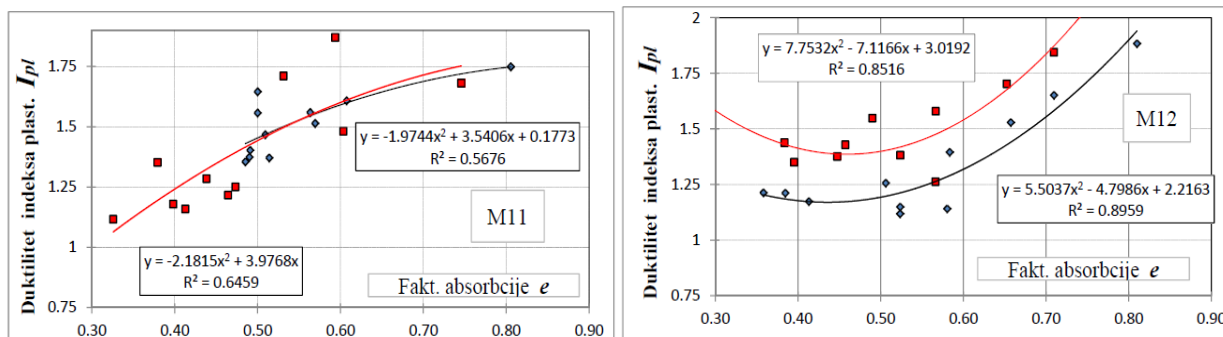 Duktilitet indeksa plast. Ipl
1.75
1.5
1.25
1
0.75
y = -1.9744x² + 3.5406x + 0.1773
R² = 0.5676
M11
y = -2.1815x² + 3.9768x
R² = 0.6459
Fakt. absorbcije e
0.30 0.40 0.50 0.60 0.70 0.80 0.90
Duktilitet indeksa plast. Ipl
2
1.75
1.5
1.25
1
0.75
y = 7.7532x² - 7.1166x + 3.0192
R² = 0.8516
M12
y = 5.5037x² - 4.7986x + 2.2163
R² = 0.8959
Fakt. absorbcije e
0.30 0.40 0.50 0.60 0.70 0.80 0.90